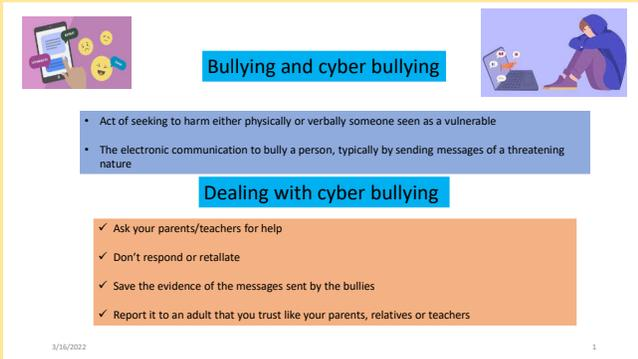 Bullying and cyber bullying
• Act of seeking to harm either physically or verbally someone seen as a vulnerable
• The electronic communication to bully a person, typically by sending messages of a threatening
nature
Dealing with cyber bullying
✓ Ask your parents/teachers for help
✓ Don't respond or retallate
✓ Save the evidence of the messages sent by the bullies
✓ Report it to an adult that you trust like your parents, relatives or teachers
3/16/2022
1